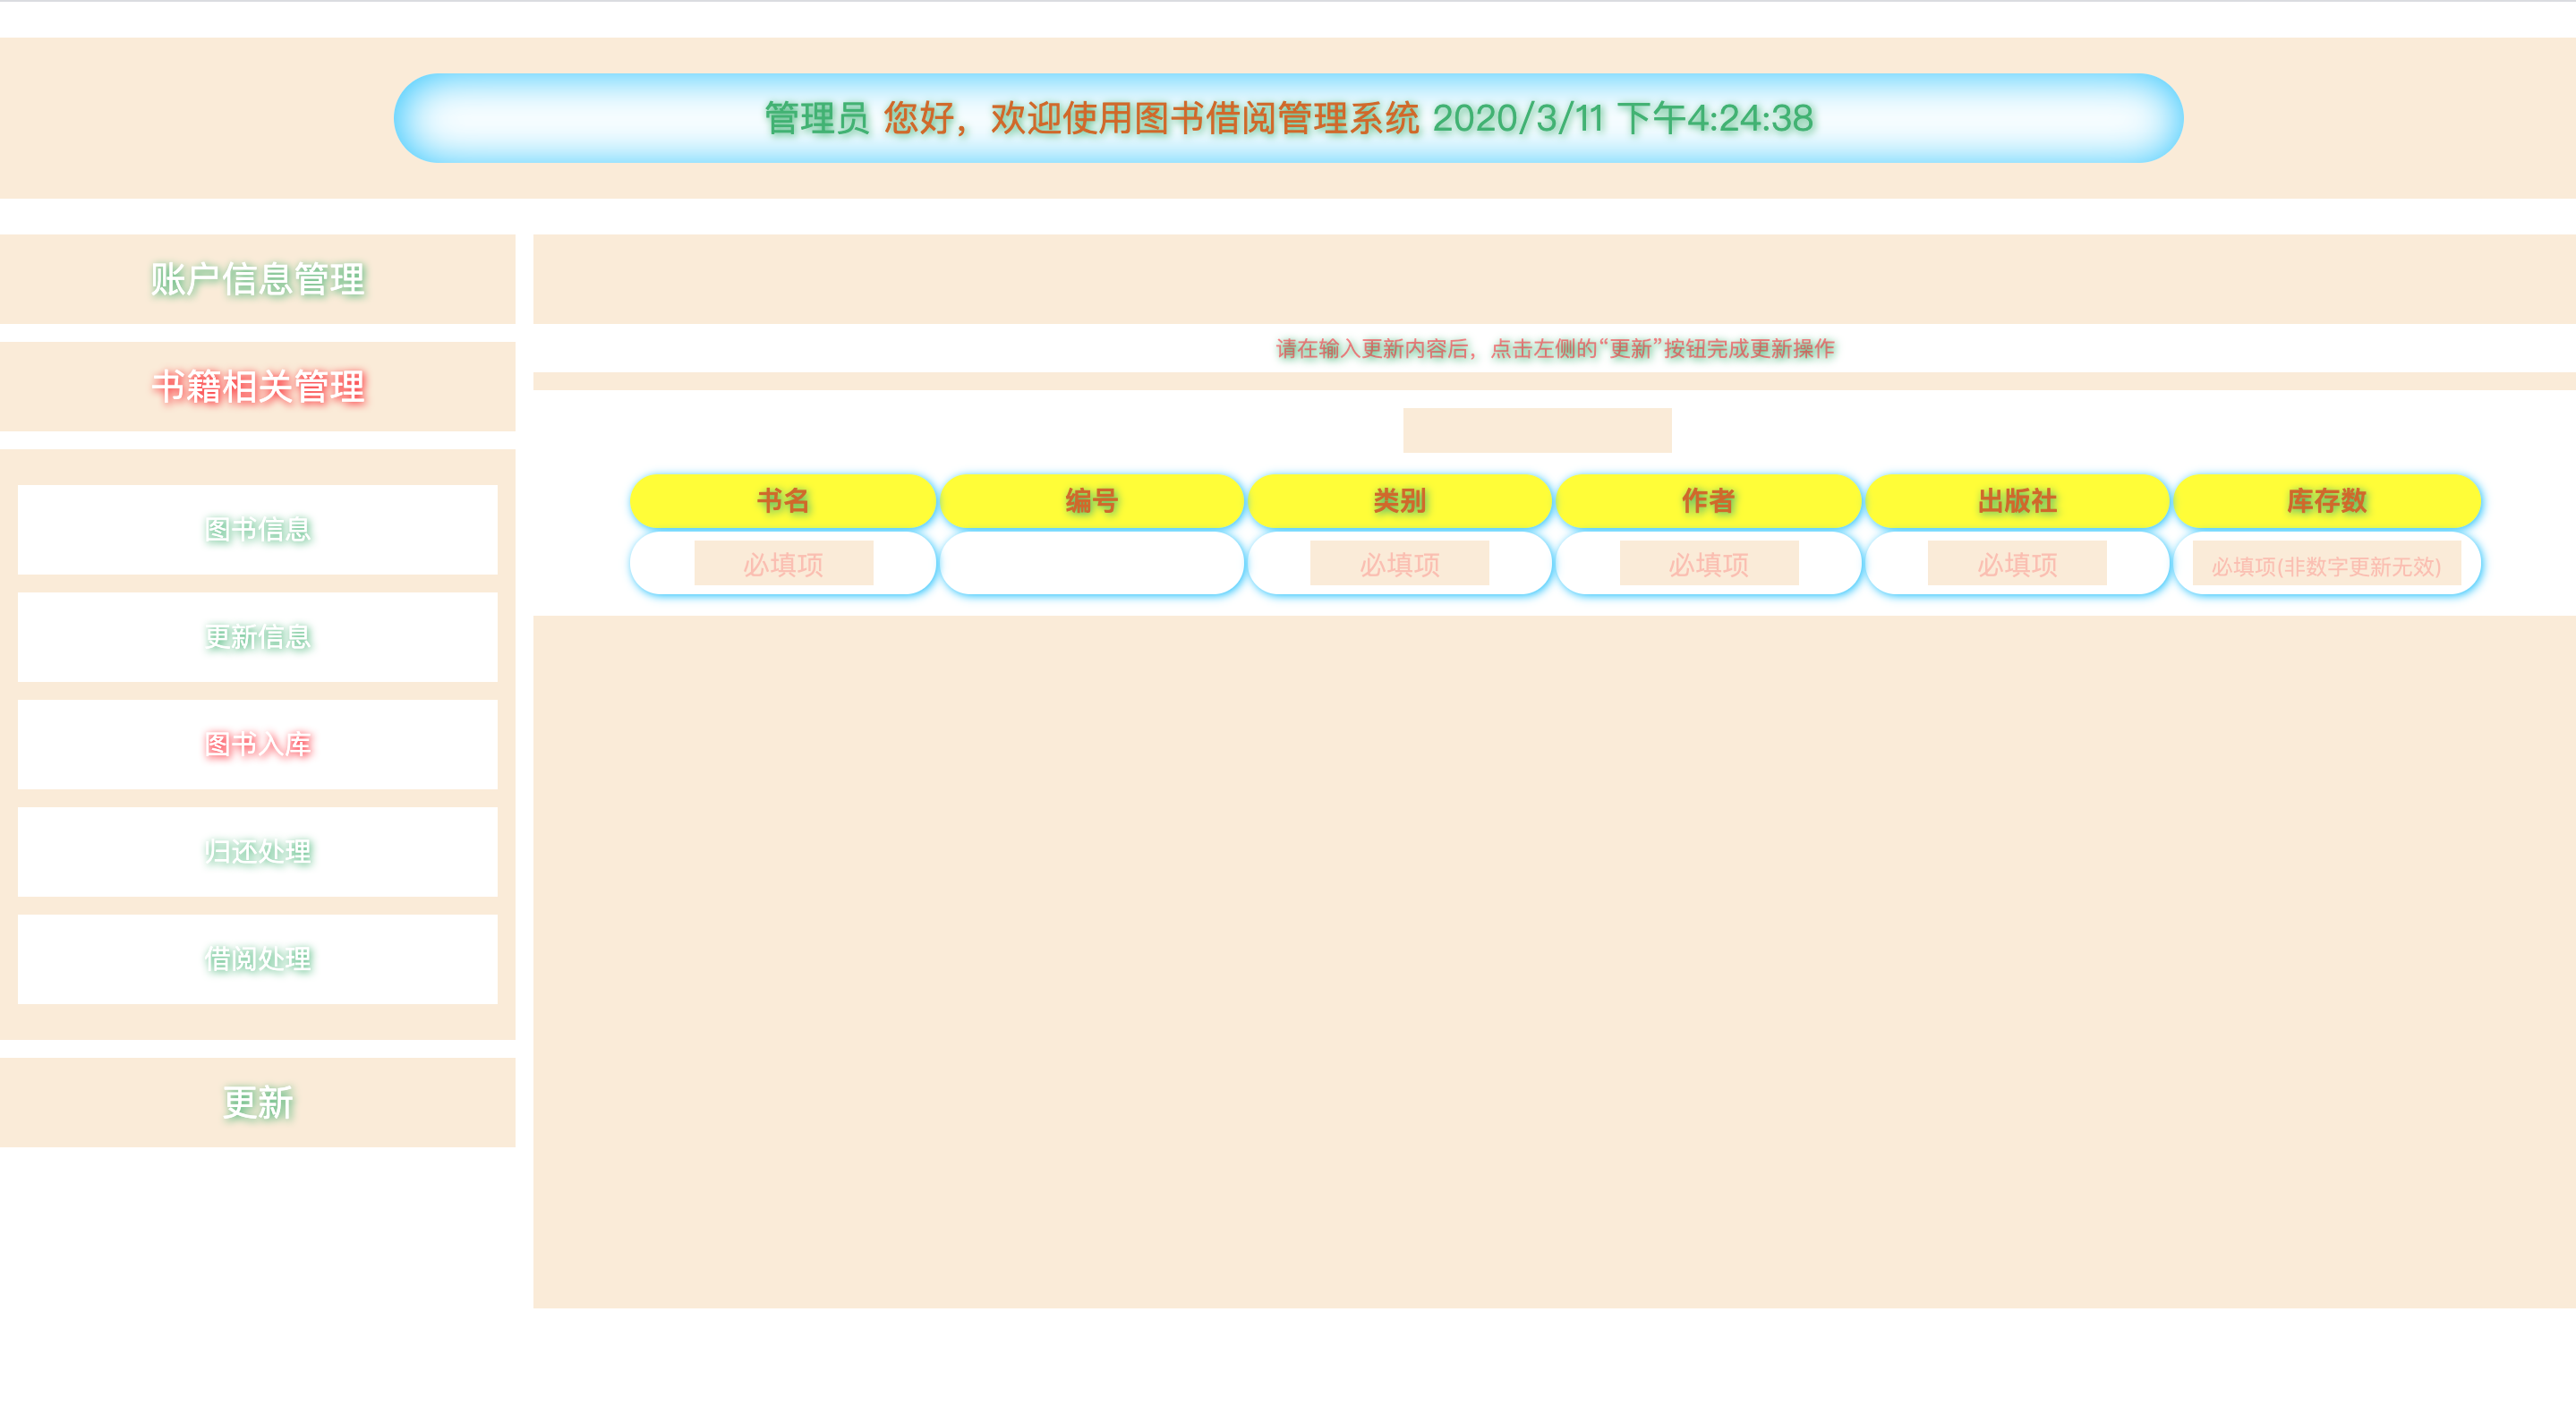 管理员 您好，欢迎使用图书借阅管理系统 2020/3/11 下午4:24:38
账户信息管理
书籍相关管理
图书信息
更新信息
图书入库
归还处理
借阅处理
更新
请在输入更新内容后，点击左侧的“更新”按钮完成更新操作
书名 编号 类别 作者 出版社 库存数
必填项 必填项 必填项 必填项 必填项(非数字更新无效)